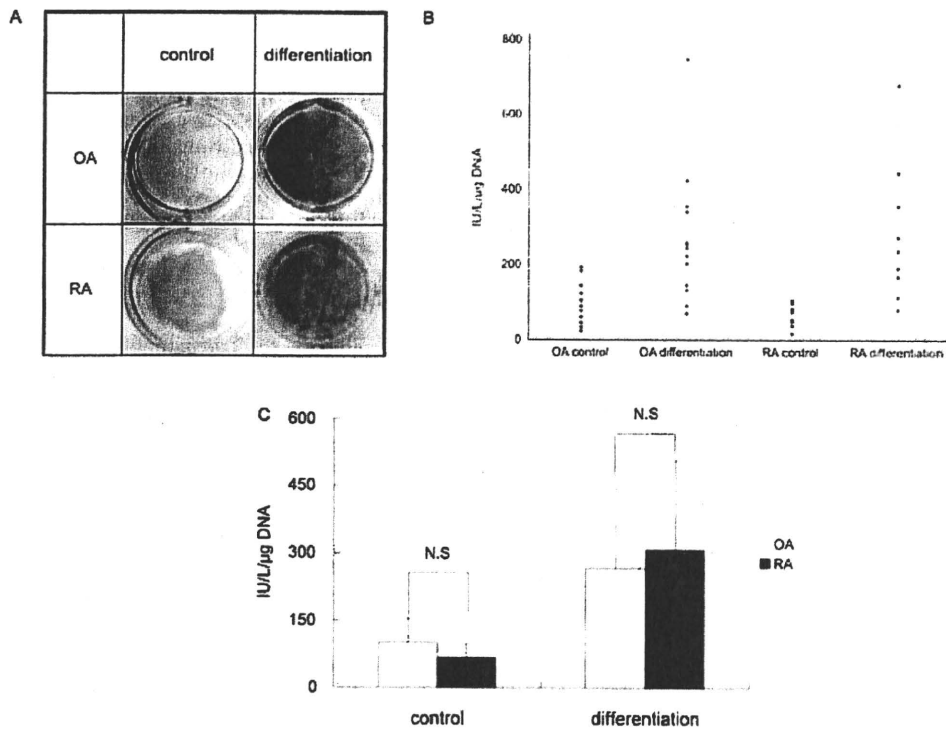 A
control differentiation
OA
RA
B
IU/L/µg DNA
800
600
400
200
0
OA control OA differentiation RA control RA differentiation
C
IU/L/µg DNA
600
450
300
150
0
N.S
N.S
control differentiation
OA
RA